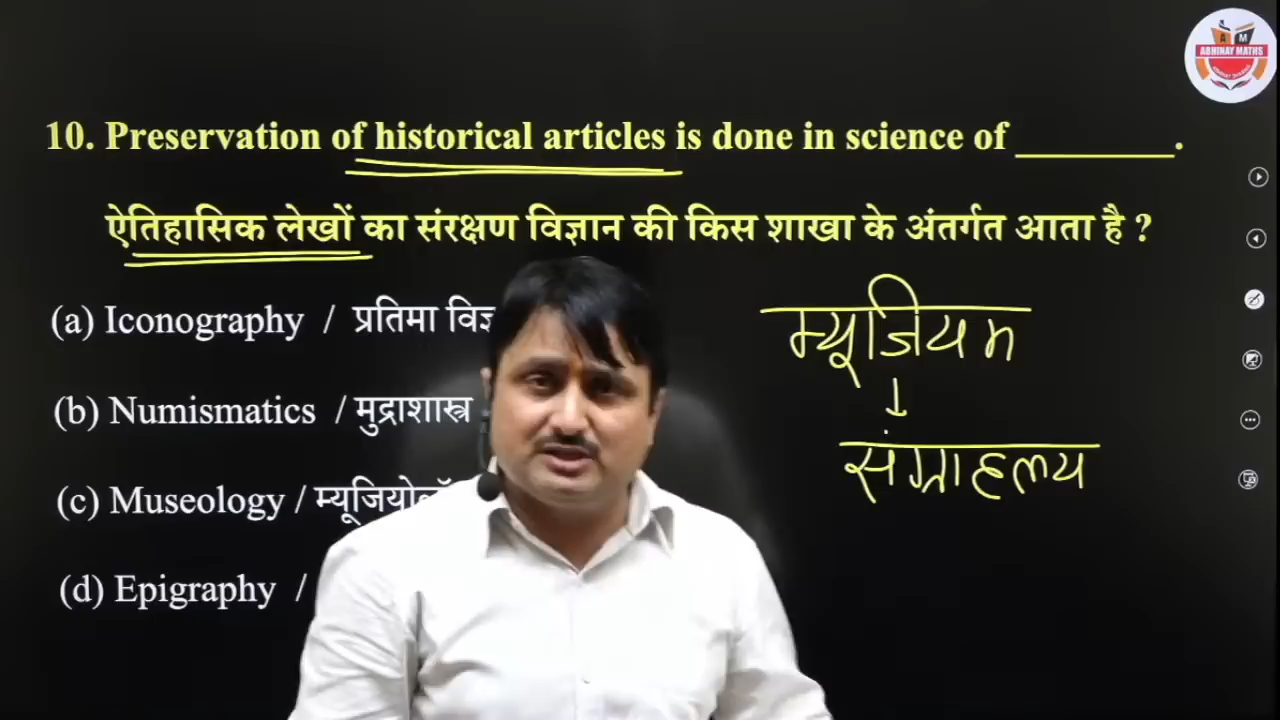 ABHINAY MATHS
10. Preservation of historical articles is done in science of ________.
ऐतिहासिक लेखों का संरक्षण विज्ञान की किस शाखा के अंतर्गत आता है ?
(a) Iconography / प्रतिमा
(b) Numismatics / मुद्राशास्त्र
(c) Museology /
(d) Epigraphy /
म्यूजियम
संग्राहलय